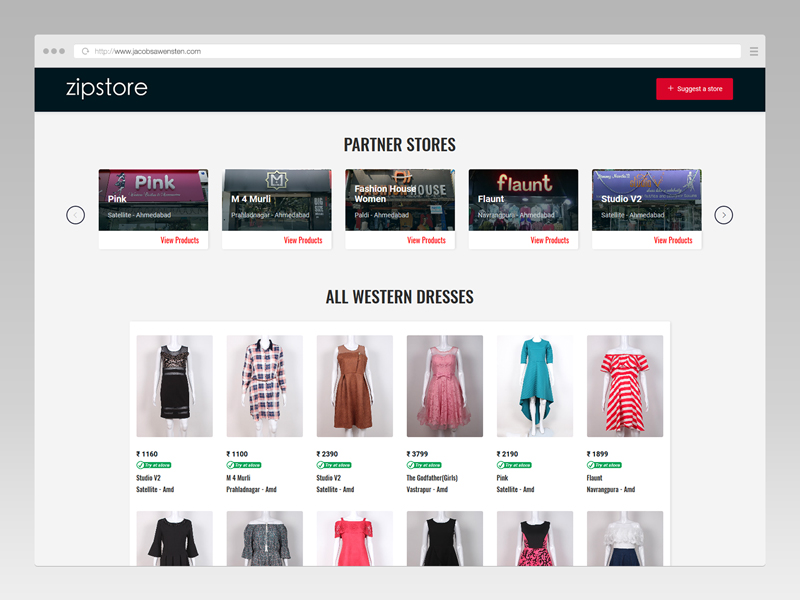 http://www.jacobsawensten.com
zipstore
+ Suggest a store
PARTNER STORES
Pink
Pink
Satellite - Ahmedabad
View Products
M
M 4 Murli
Prahladnagar - Ahmedabad
View Products
HOUSE
Fashion House
Women
Paldi - Ahmedabad
View Products
flaunt
Flaunt
Navrangpura - Ahmedabad
View Products
Studio V2
Satellite - Ahmedabad
View Products
ALL WESTERN DRESSES
₹ 1160
Try at store
Studio V2
Satellite - Amd
₹ 1100
Try at store
M 4 Murli
Prahladnagar - Amd
₹ 2390
Try at store
Studio V2
Satellite - Amd
₹ 3799
Try at store
The Godfather(Girls)
Vastrapur - Amd
₹ 2190
Try at store
Pink
Satellite - Amd
₹ 1899
Try at store
Flaunt
Navrangpura - Amd